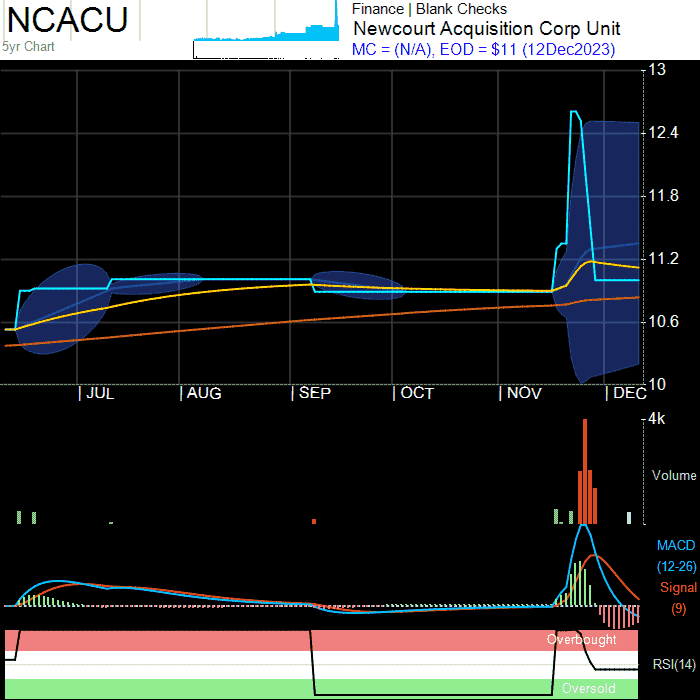 NCACU
5yr Chart
Finance | Blank Checks
Newcourt Acquisition Corp Unit
MC = (N/A), EOD = $11 (12Dec2023)
13
12.4
11.8
11.2
10.6
10
JUL AUG SEP OCT NOV DEC
4k
Volume
MACD
(12-26)
Signal
(9)
Overbought
RSI(14)
Oversold